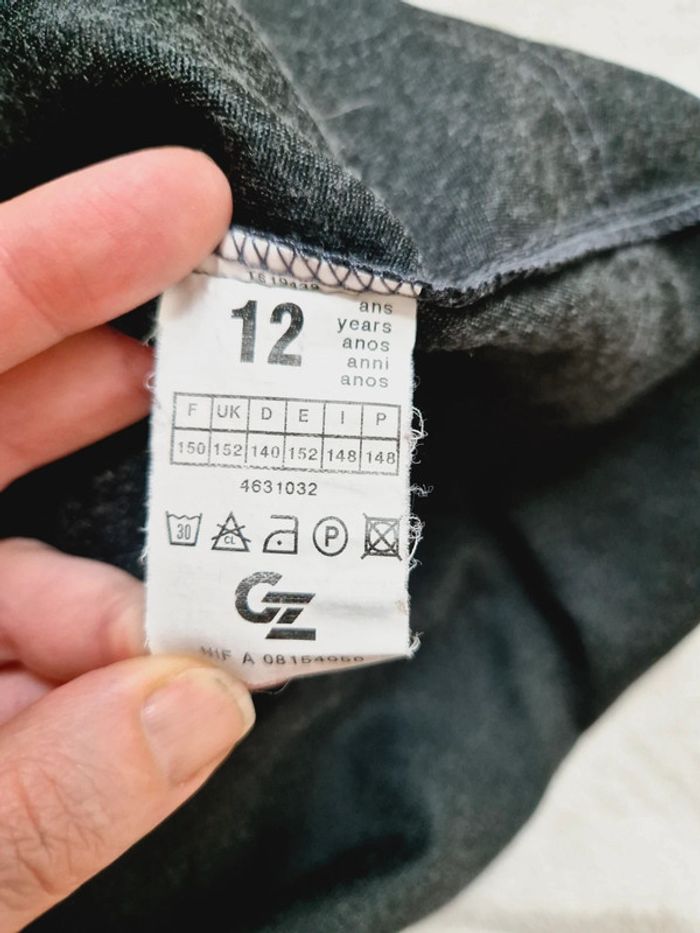 12
ans
years
anos
anni
anos
F UK D E I P
150 152 140 152 148 148
4631032
30 CL P
GZ
A